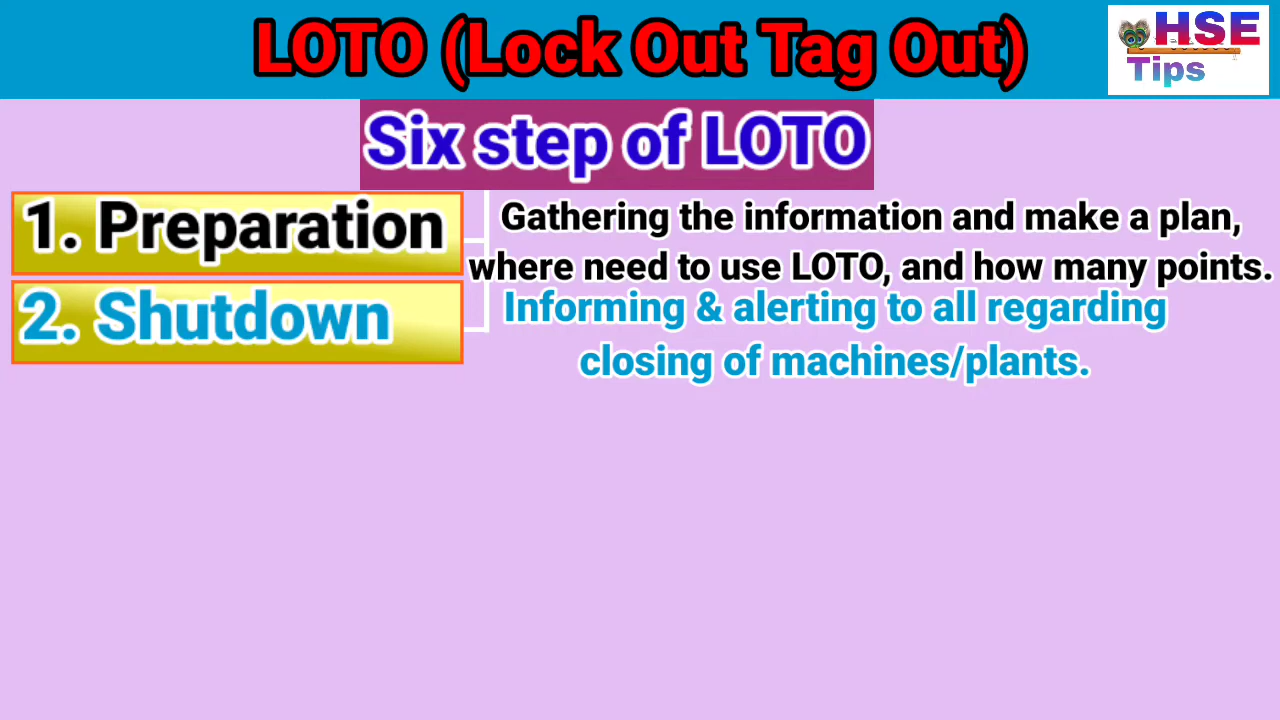 LOTO (Lock Out Tag Out)
HSE
Tips
Six step of LOTO
1. Preparation
Gathering the information and make a plan,
where need to use LOTO, and how many points.
2. Shutdown
Informing & alerting to all regarding
closing of machines/plants.